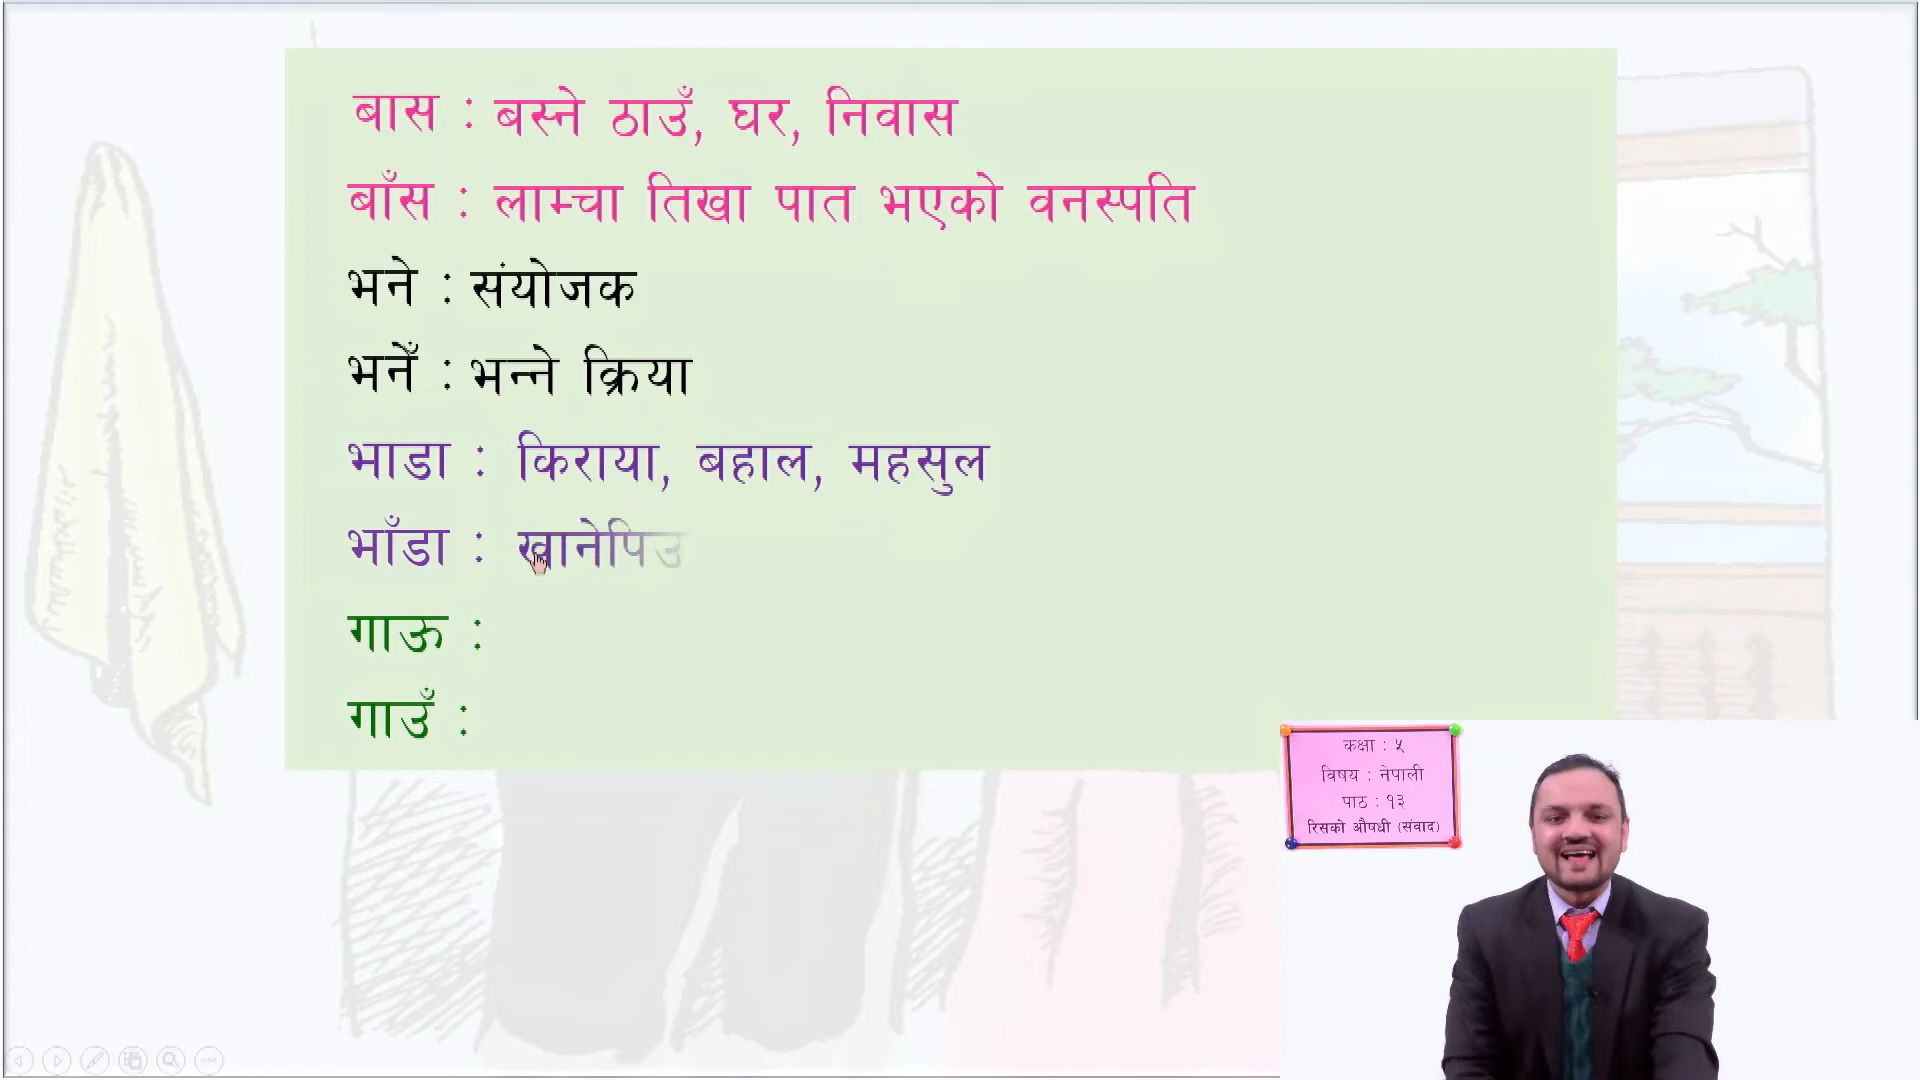 बास : बस्ने ठाउँ, घर, निवास
बाँस : लाम्चा तिखा पात भएको वनस्पति
भने : संयोजक
भनेँ : भन्ने क्रिया
भाडा : किराया, बहाल, महसुल
भाँडा : खानेपिउ
गाऊ :
गाउँ :
कक्षा : ५
विषय : नेपाली
पाठ : १३
रिसको औषधी (संवाद)